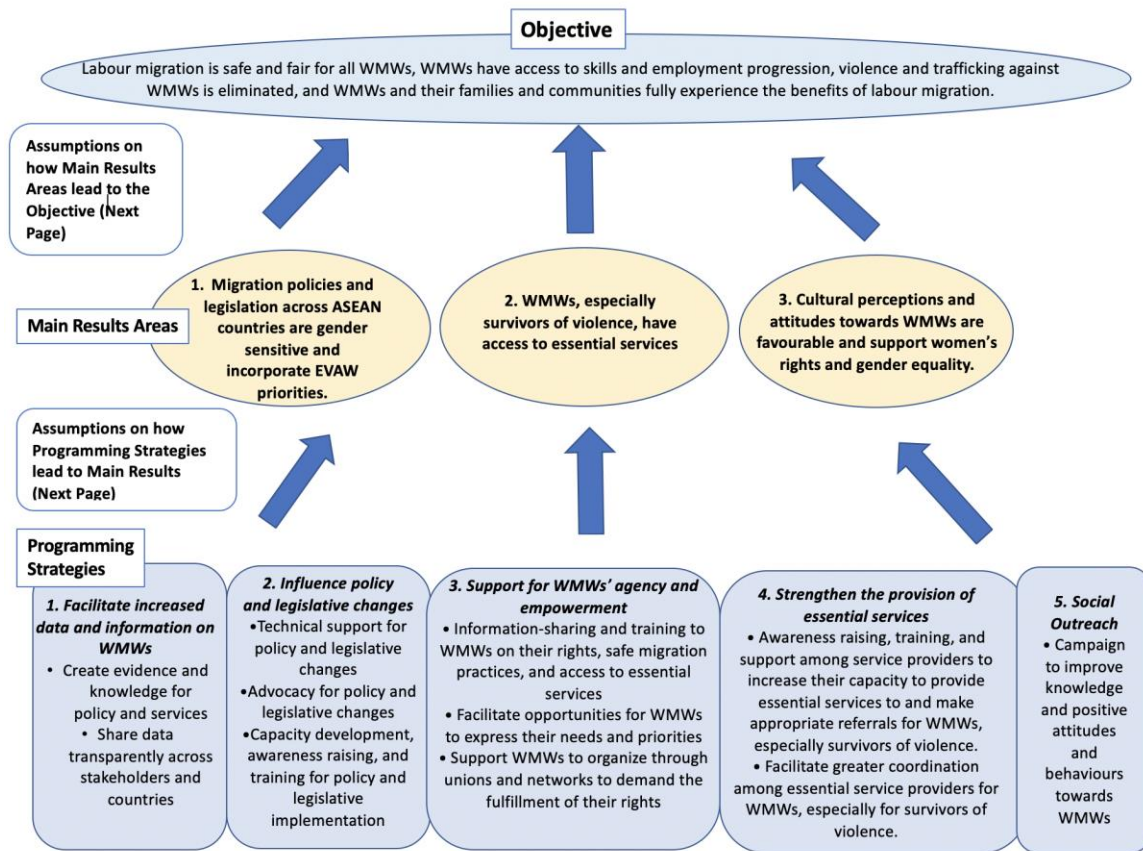 Objective
Labour migration is safe and fair for all WMWs, WMWs have access to skills and employment progression, violence and trafficking against
WMWs is eliminated, and WMWs and their families and communities fully experience the benefits of labour migration.
Assumptions on
how Main Results
Areas lead to the
Objective (Next
Page)
Main Results Areas
1. Migration policies and
legislation across ASEAN
countries are gender
sensitive and
incorporate EVAW
priorities.
2. WMWs, especially
survivors of violence, have
access to essential services
3. Cultural perceptions and
attitudes towards WMWs are
favourable and support women's
rights and gender equality.
Assumptions on how
Programming Strategies
lead to Main Results
(Next Page)
Programming
Strategies
1. Facilitate increased
data and information on
WMWs
• Create evidence and
knowledge for
policy and services
• Share data
transparently across
stakeholders and
countries
2. Influence policy
and legislative changes
•Technical support for
policy and legislative
changes
•Advocacy for policy and
legislative changes
•Capacity development,
awareness raising, and
training for policy and
legislative
implementation
3. Support for WMWs' agency and
empowerment
• Information-sharing and training to
WMWs on their rights, safe migration
practices, and access to essential
services
• Facilitate opportunities for WMWs
to express their needs and priorities
• Support WMWs to organize through
unions and networks to demand the
fulfillment of their rights
4. Strengthen the provision of
essential services
• Awareness raising, training, and
support among service providers to
increase their capacity to provide
essential services to and make
appropriate referrals for WMWs,
especially survivors of violence.
• Facilitate greater coordination
among essential service providers for
WMWs, especially for survivors of
violence.
5. Social
Outreach
• Campaign
to improve
knowledge
and positive
attitudes
and
behaviours
towards
WMWs